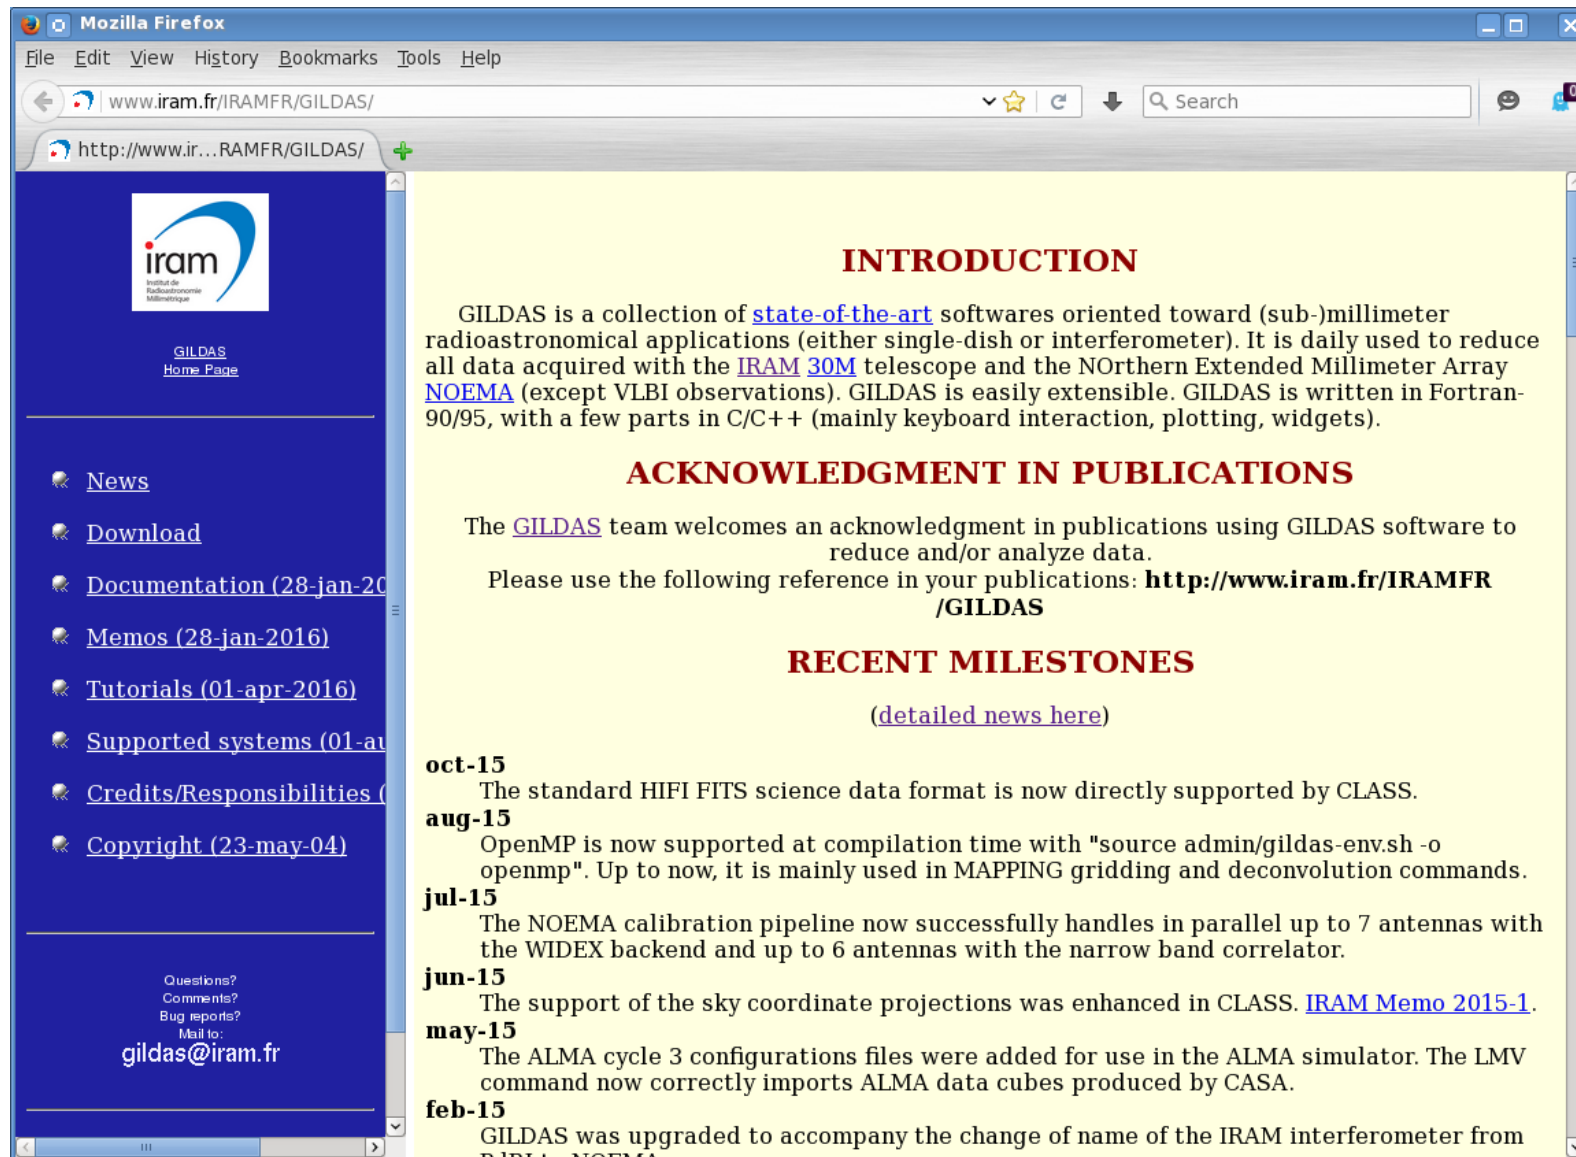 Mozilla Firefox
File Edit View History Bookmarks Tools Help
www.iram.fr/IRAMFR/GILDAS/
Search
0
http://www.ir...RAMFR/GILDAS/
iram
Institut de
Radioastronomie
Millimétrique
GILDAS
Home Page
News
Download
Documentation (28-jan-20
Memos (28-jan-2016)
Tutorials (01-apr-2016)
Supported systems (01-au
Credits/Responsibilities (
Copyright (23-may-04)
Questions?
Comments?
Bug reports?
Mail to:
gildas@iram.fr
INTRODUCTION
GILDAS is a collection of state-of-the-art softwares oriented toward (sub-)millimeter
radioastronomical applications (either single-dish or interferometer). It is daily used to reduce
all data acquired with the IRAM 30M telescope and the NOrthern Extended Millimeter Array
NOEMA (except VLBI observations). GILDAS is easily extensible. GILDAS is written in Fortran-
90/95, with a few parts in C/C++ (mainly keyboard interaction, plotting, widgets).
ACKNOWLEDGMENT IN PUBLICATIONS
The GILDAS team welcomes an acknowledgment in publications using GILDAS software to
reduce and/or analyze data.
Please use the following reference in your publications: http://www.iram.fr/IRAMFR
/GILDAS
RECENT MILESTONES
(detailed news here)
oct-15
The standard HIFI FITS science data format is now directly supported by CLASS.
aug-15
OpenMP is now supported at compilation time with "source admin/gildas-env.sh -o
openmp". Up to now, it is mainly used in MAPPING gridding and deconvolution commands.
jul-15
The NOEMA calibration pipeline now successfully handles in parallel up to 7 antennas with
the WIDEX backend and up to 6 antennas with the narrow band correlator.
jun-15
The support of the sky coordinate projections was enhanced in CLASS. IRAM Memo 2015-1.
may-15
The ALMA cycle 3 configurations files were added for use in the ALMA simulator. The LMV
command now correctly imports ALMA data cubes produced by CASA.
feb-15
GILDAS was upgraded to accompany the change of name of the IRAM interferometer from